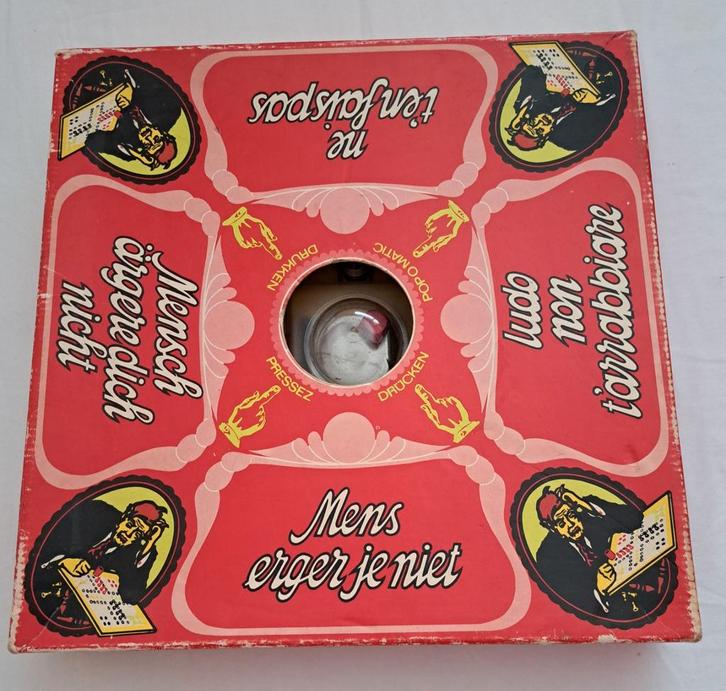 ne
t'en fais pas
Mensch
ärgere dich
nicht
ludo
non
t'arrabbiare
DRUKKEN
POPOMATIC
PRESSEZ
DRÜCKEN
Mens
erger je niet